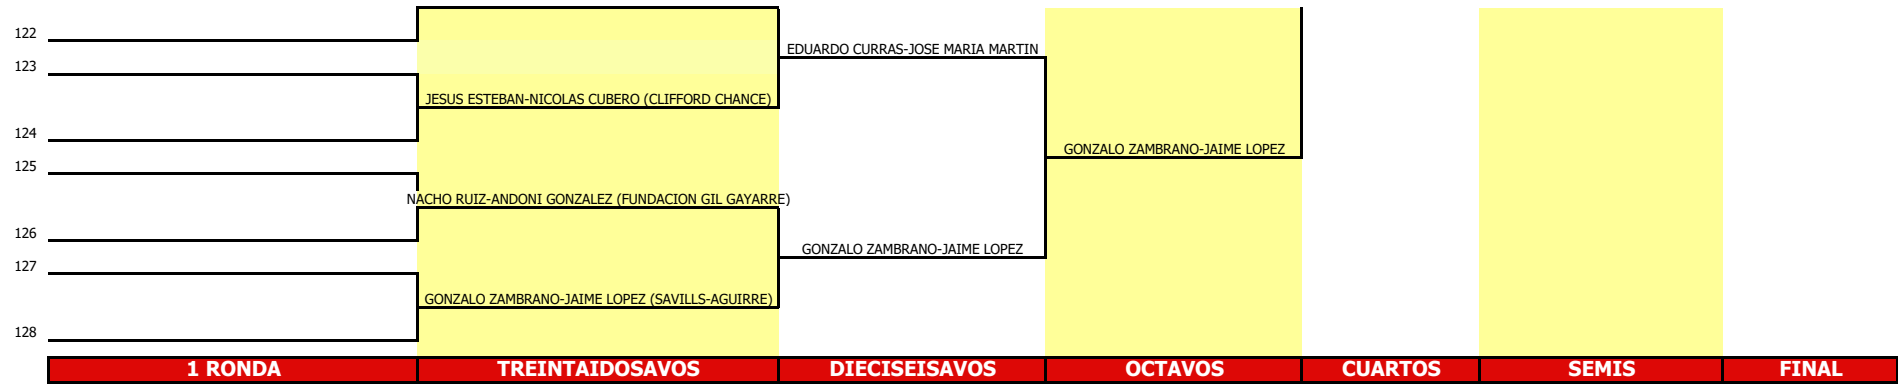 122
EDUARDO CURRAS-JOSE MARIA MARTIN
123
JESUS ESTEBAN-NICOLAS CUBERO (CLIFFORD CHANCE)
124
GONZALO ZAMBRANO-JAIME LOPEZ
125
NACHO RUIZ-ANDONI GONZALEZ (FUNDACION GIL GAYARRE)
126
GONZALO ZAMBRANO-JAIME LOPEZ
127
GONZALO ZAMBRANO-JAIME LOPEZ (SAVILLS-AGUIRRE)
128
1 RONDA TREINTAIDOSAVOS DIECISEISAVOS OCTAVOS CUARTOS SEMIS FINAL